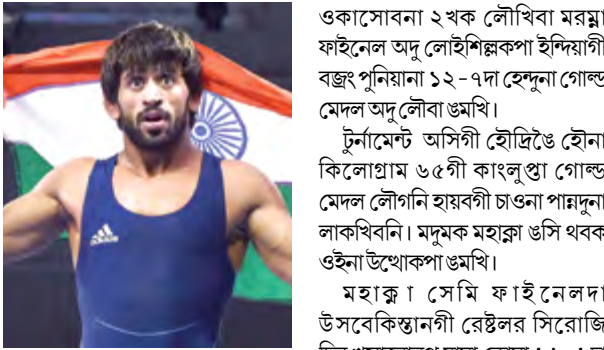 ওকাসোবনা ২খক লৌখিবা মরম্না
ফাইনেল অদু লোইশিল্লকপা ইন্দিয়াগী
বজ্রং পুনিয়ানা ১২-৭দা হেন্দুনা গোল্ড
মেদল অদু লৌবা ঙমখি।
টুর্নামেন্ট অসিগী হৌদ্রিঙৈ হৌনা
কিলোগ্রাম ৬৫গী কাংলুপ্তা গোল্ড
মেদল লৌগনি হায়বগী চাওনা পান্নদুনা
লাকখিবনি। মদুমক মহাক্না ঙসি থবক
ওইনা উত্থোকপা ঙমখি।
মহাক্না সেমি ফাইনেলদা
উসবেকিস্তানগী রেষ্টলর সিরোজি
adidas